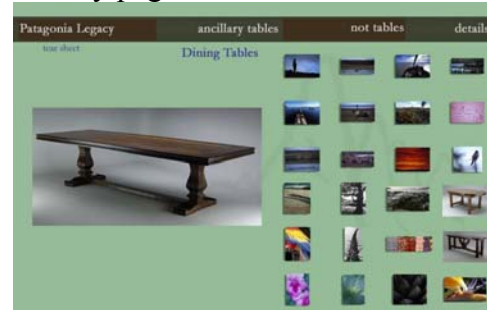 Patagonia Legacy ancillary tables not tables details
tear sheet
Dining Tables